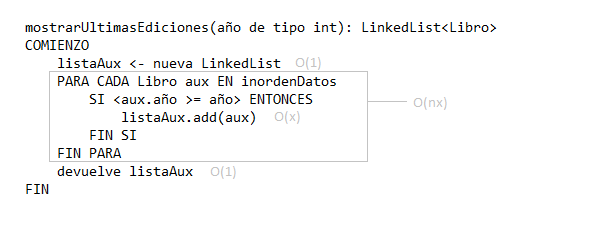 mostrarUltimasEdiciones(año de tipo int): LinkedList<Libro>
COMIENZO
listaAux <- nueva LinkedList O(1)
PARA CADA Libro aux EN inordenDatos
SI <aux.año >= año> ENTONCES
O(nx)
listaAux.add(aux) O(x)
FIN SI
FIN PARA
devuelve listaAux O(1)
FIN